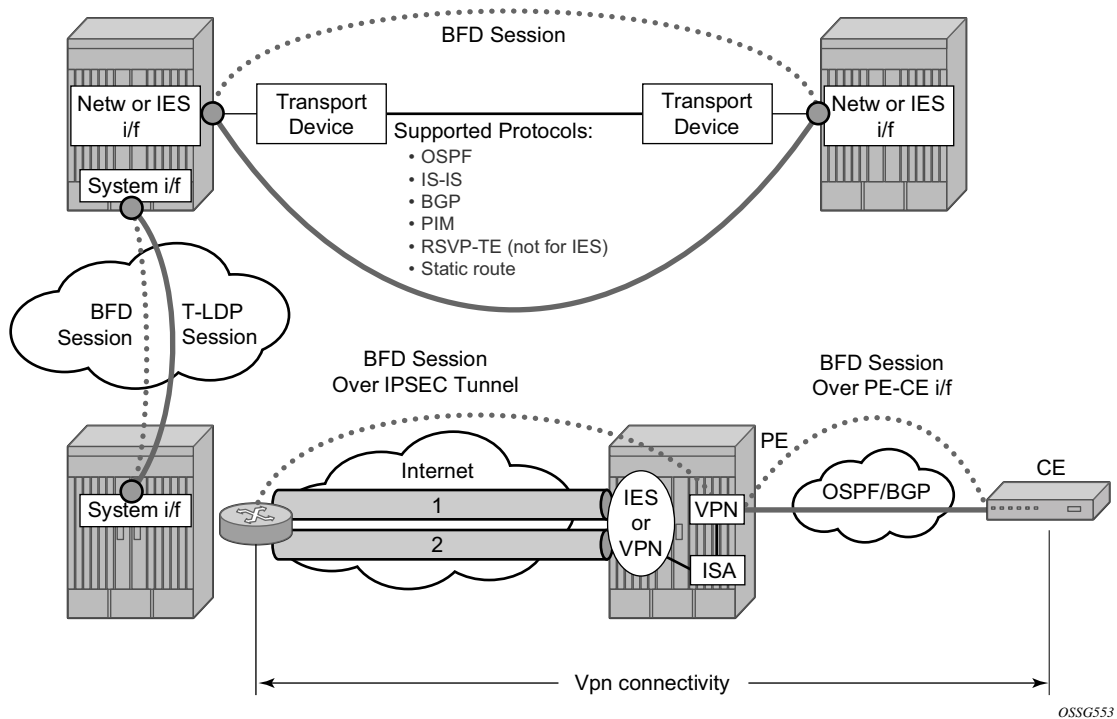 BFD Session
Netw or IES
i/f
Transport
Device
Transport
Device
Netw or IES
i/f
Supported Protocols:
• OSPF
• IS-IS
• BGP
• PIM
• RSVP-TE (not for IES)
• Static route
System i/f
BFD
Session
T-LDP
Session
System i/f
BFD Session
Over IPSEC Tunnel
BFD Session
Over PE-CE i/f
Internet
1
2
IES
or
VPN
VPN
ISA
PE
OSPF/BGP
CE
Vpn connectivity
OSSG553